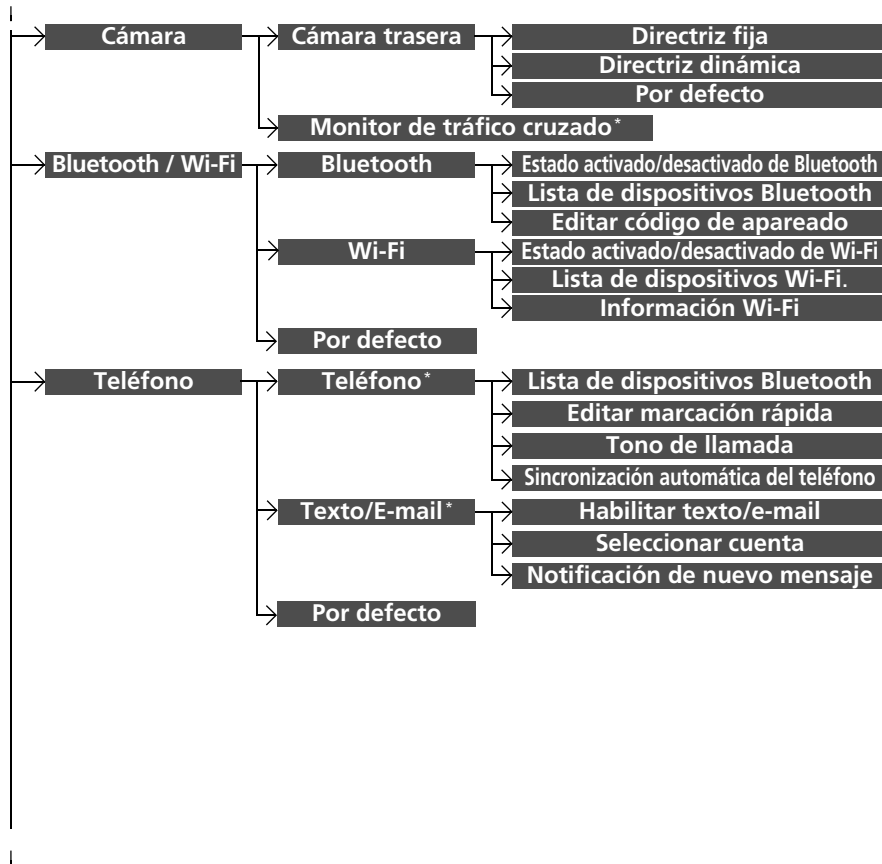 Cámara
Cámara trasera
Directriz fija
Directriz dinámica
Por defecto
Monitor de tráfico cruzado*
Bluetooth / Wi-Fi
Bluetooth
Estado activado/desactivado de Bluetooth
Lista de dispositivos Bluetooth
Editar código de apareado
Wi-Fi
Estado activado/desactivado de Wi-Fi
Lista de dispositivos Wi-Fi.
Información Wi-Fi
Por defecto
Teléfono
Teléfono*
Lista de dispositivos Bluetooth
Editar marcación rápida
Tono de llamada
Sincronización automática del teléfono
Texto/E-mail*
Habilitar texto/e-mail
Seleccionar cuenta
Notificación de nuevo mensaje
Por defecto